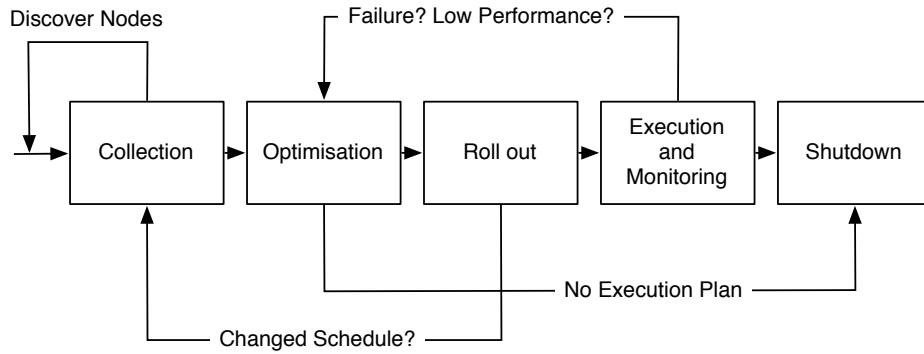 Discover Nodes
Failure? Low Performance?
Collection
Optimisation
Roll out
Execution
and
Monitoring
Shutdown
No Execution Plan
Changed Schedule?